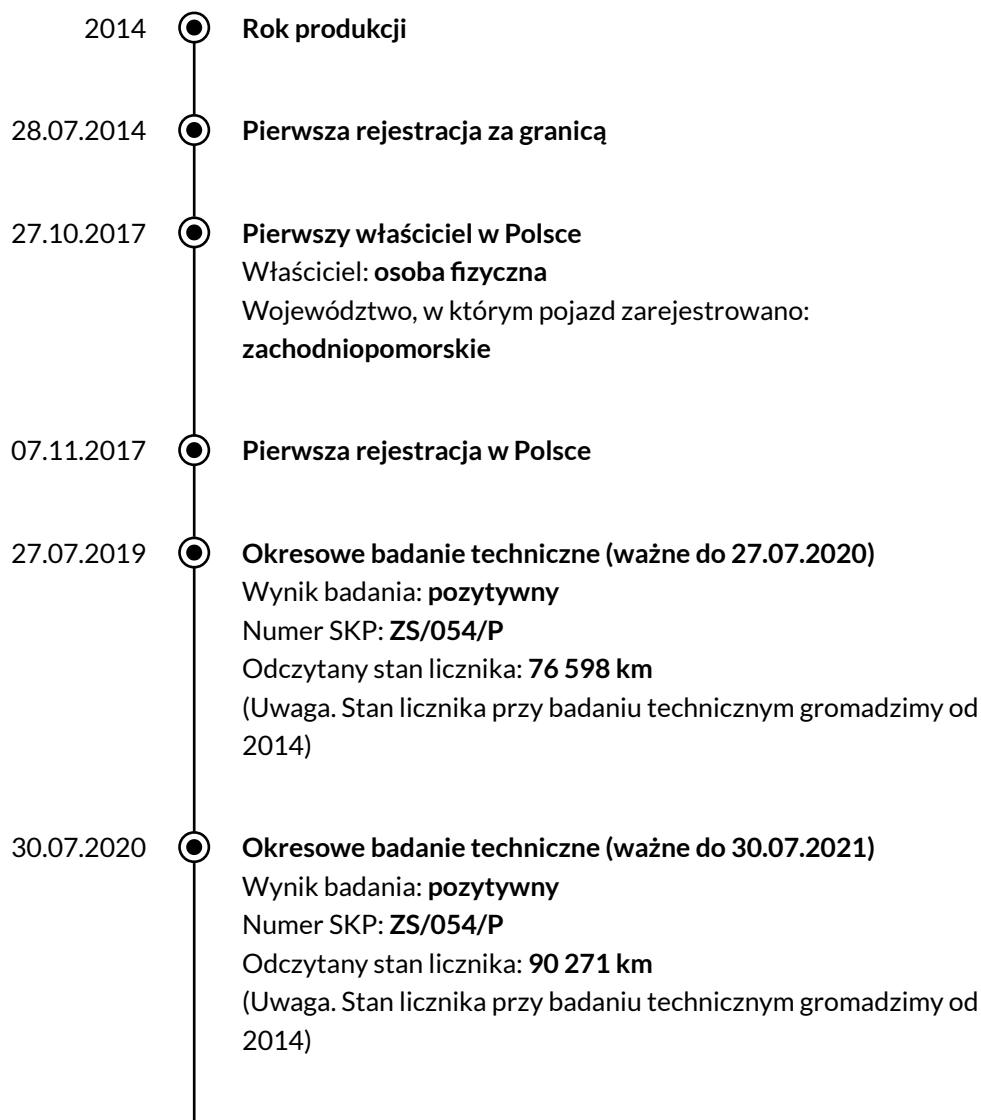 2014 Rok produkcji
28.07.2014 Pierwsza rejestracja za granicą
27.10.2017 Pierwszy właściciel w Polsce
Właściciel: osoba fizyczna
Województwo, w którym pojazd zarejestrowano:
zachodniopomorskie
07.11.2017 Pierwsza rejestracja w Polsce
27.07.2019 Okresowe badanie techniczne (ważne do 27.07.2020)
Wynik badania: pozytywny
Numer SKP: ZS/054/P
Odczytany stan licznika: 76 598 km
(Uwaga. Stan licznika przy badaniu technicznym gromadzimy od
2014)
30.07.2020 Okresowe badanie techniczne (ważne do 30.07.2021)
Wynik badania: pozytywny
Numer SKP: ZS/054/P
Odczytany stan licznika: 90 271 km
(Uwaga. Stan licznika przy badaniu technicznym gromadzimy od
2014)